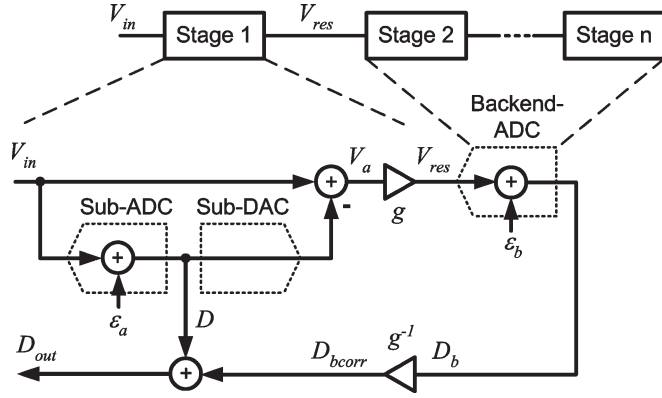 V_in Stage 1 V_res Stage 2 Stage n
Backend-
ADC
V_in V_a V_res
+ - g +
Sub-ADC Sub-DAC
+ ε_b
ε_a D g^-1
D_out D_bcorr D_b
+